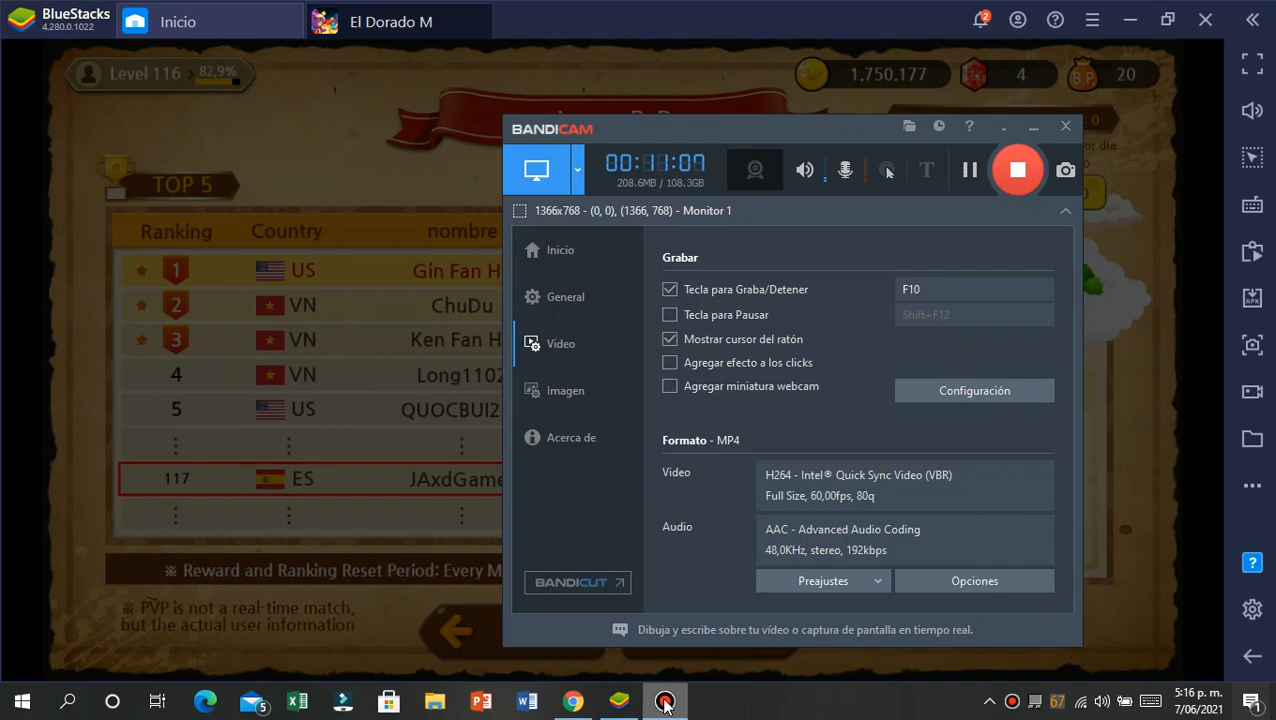 BlueStacks
4.280.0.1022
Inicio
El Dorado M
2
Level 116
82,9%
1,750,177
4
B.P.
20
TOP 5
Ranking Country nombre
1 US Gin Fan H
2 VN ChuDu
3 VN Ken Fan H
4 VN Long1102
5 US QUOCBUI2
117 ES JAxdGame
※ Reward and Ranking Reset Period: Every M
※ PVP is not a real-time match,
but the actual user information
BANDICAM
00:11:07
208.6MB / 108.3GB
1366x768 - (0, 0), (1366, 768) - Monitor 1
Inicio
General
Video
Imagen
Acerca de
BANDICUT
Grabar
Tecla para Graba/Detener F10
Tecla para Pausar Shift+F12
Mostrar cursor del ratón
Agregar efecto a los clicks
Agregar miniatura webcam
Configuración
Formato - MP4
Video
H264 - Intel® Quick Sync Video (VBR)
Full Size, 60,00fps, 80q
Audio
AAC - Advanced Audio Coding
48,0KHz, stereo, 192kbps
Preajustes
Opciones
Dibuja y escribe sobre tu vídeo o captura de pantalla en tiempo real.
5
67
5:16 p. m.
7/06/2021
1